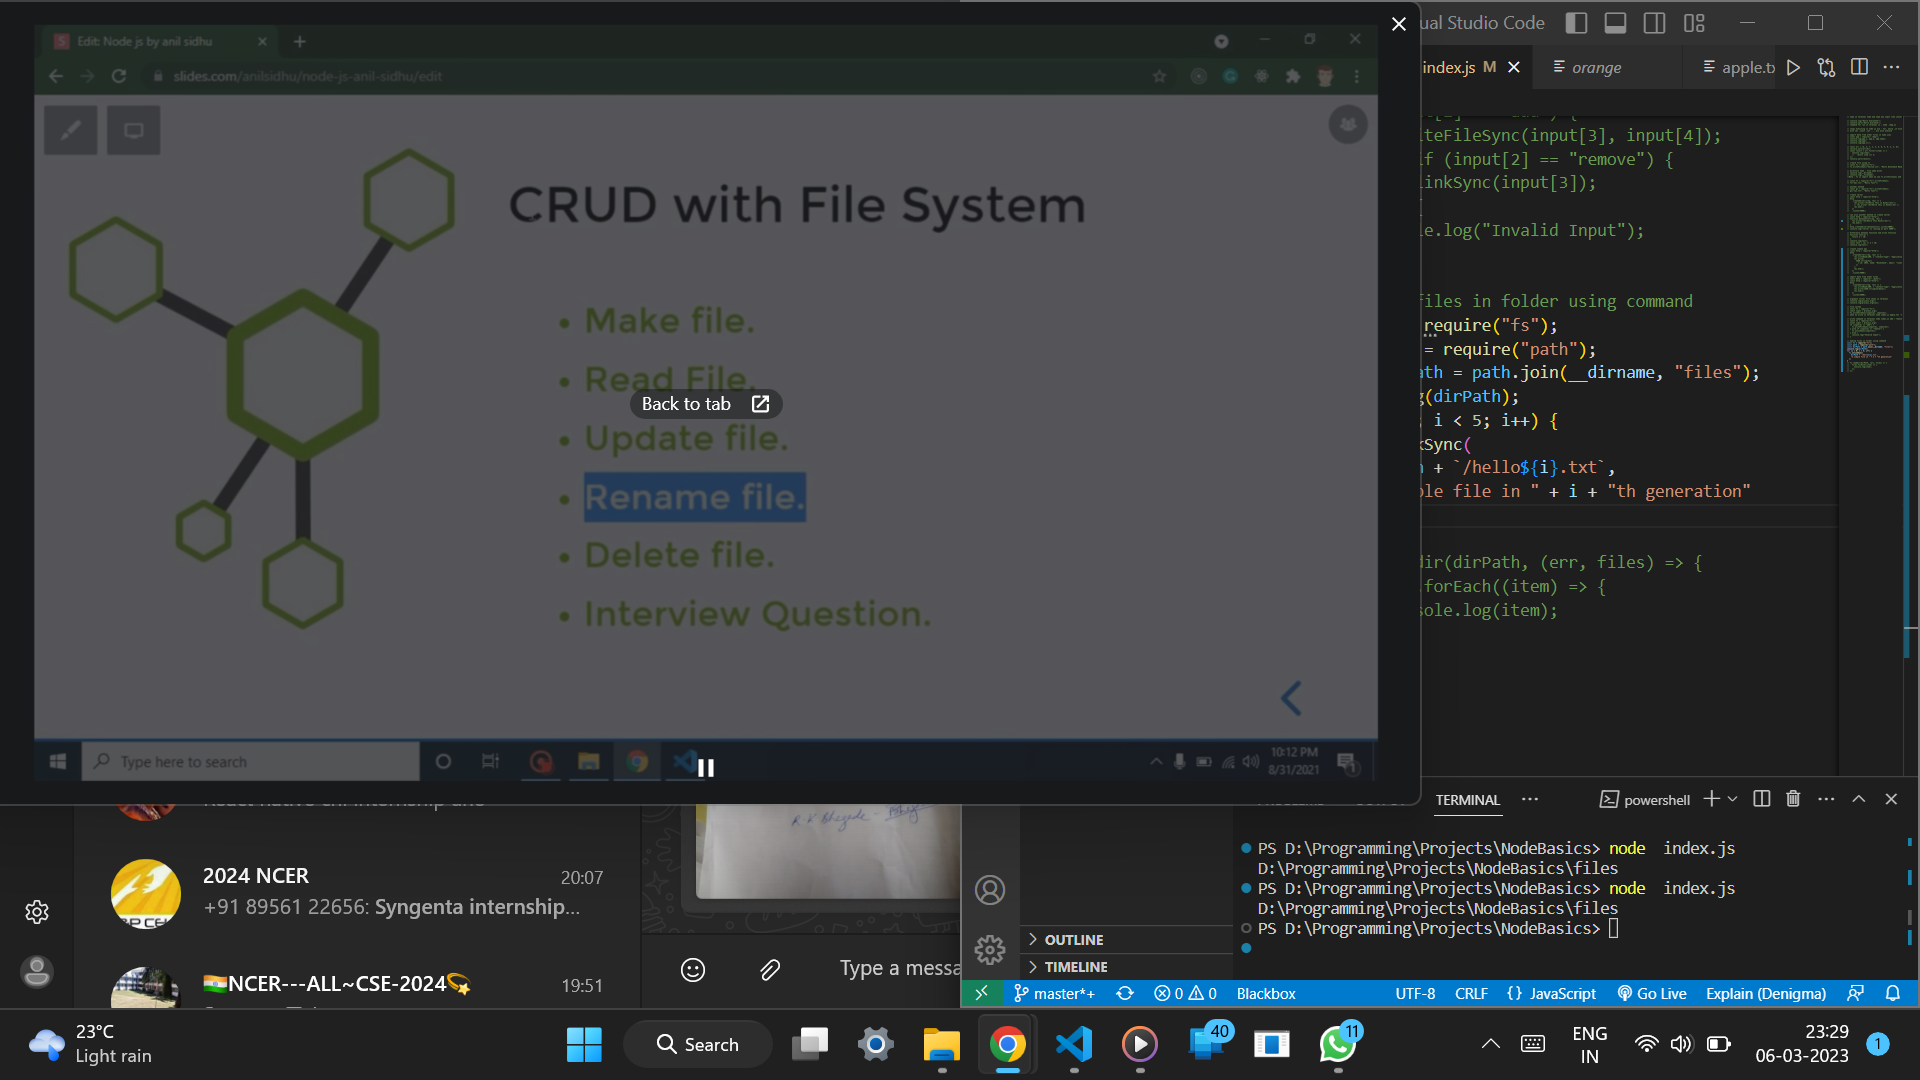 Edit: Node js by anil sidhu
slides.com/anilsidhu/node-js-anil-sidhu/edit
CRUD with File System
Make file.
Read File.
Back to tab
Update file.
Rename file.
Delete file.
Interview Question.
Type here to search
10:12 PM
8/31/2021
ual Studio Code
index.js M
orange
apple.tx
teFileSync(input[3], input[4]);
f (input[2] == "remove") {
linkSync(input[3]);
e.log("Invalid Input");
files in folder using command
require("fs");
= require("path");
ath = path.join(__dirname, "files");
g(dirPath);
; i < 5; i++) {
kSync(
h + `/hello${i}.txt`,
ple file in " + i + "th generation"
dir(dirPath, (err, files) => {
.forEach((item) => {
sole.log(item);
TERMINAL
powershell
PS D:\Programming\Projects\NodeBasics> node index.js
D:\Programming\Projects\NodeBasics\files
PS D:\Programming\Projects\NodeBasics> node index.js
D:\Programming\Projects\NodeBasics\files
PS D:\Programming\Projects\NodeBasics>
OUTLINE
TIMELINE
2024 NCER
20:07
+91 89561 22656: Syngenta internship...
NCER---ALL~CSE-2024
19:51
Type a messa
master*+
0
0
Blackbox
UTF-8
CRLF
{} JavaScript
Go Live
Explain (Denigma)
23°C
Light rain
Search
40
11
ENG
IN
23:29
06-03-2023
1